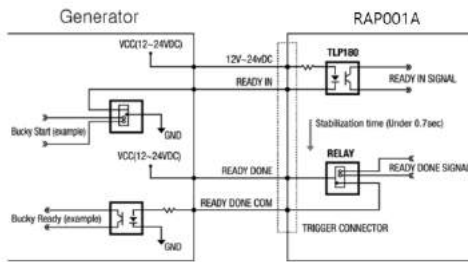 Generator
RAP001A
VCC(12~24VDC)
12V~24vDC
TLP180
READY IN
READY IN SIGNAL
Bucky Start (example)
GND
Stabilization time (Under 0.7sec)
VCC(12~24VDC)
RELAY
READY DONE
READY DONE SIGNAL
Bucky Ready (example)
READY DONE COM
GND
TRIGGER CONNECTOR